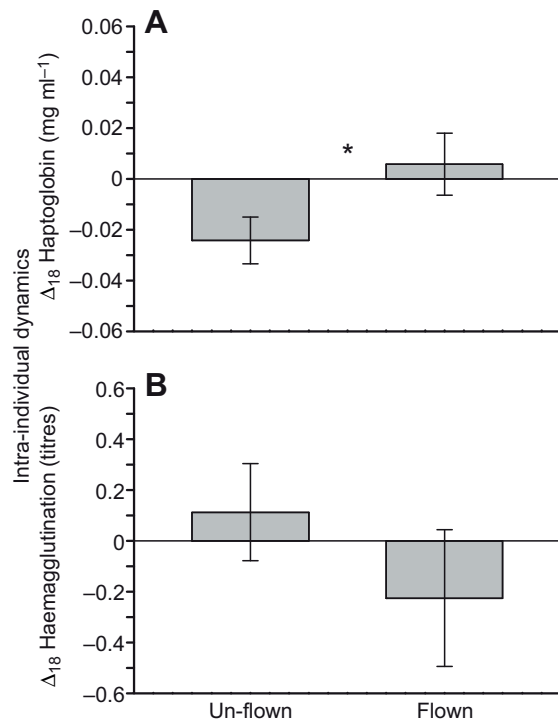 A
0.06
0.04
0.02
0
–0.02
–0.04
–0.06
*
Intra-individual dynamics
Δ18 Haptoglobin (mg ml–1)
B
0.6
0.4
0.2
0
–0.2
–0.4
–0.6
Δ18 Haemagglutination (titres)
Un-flown Flown